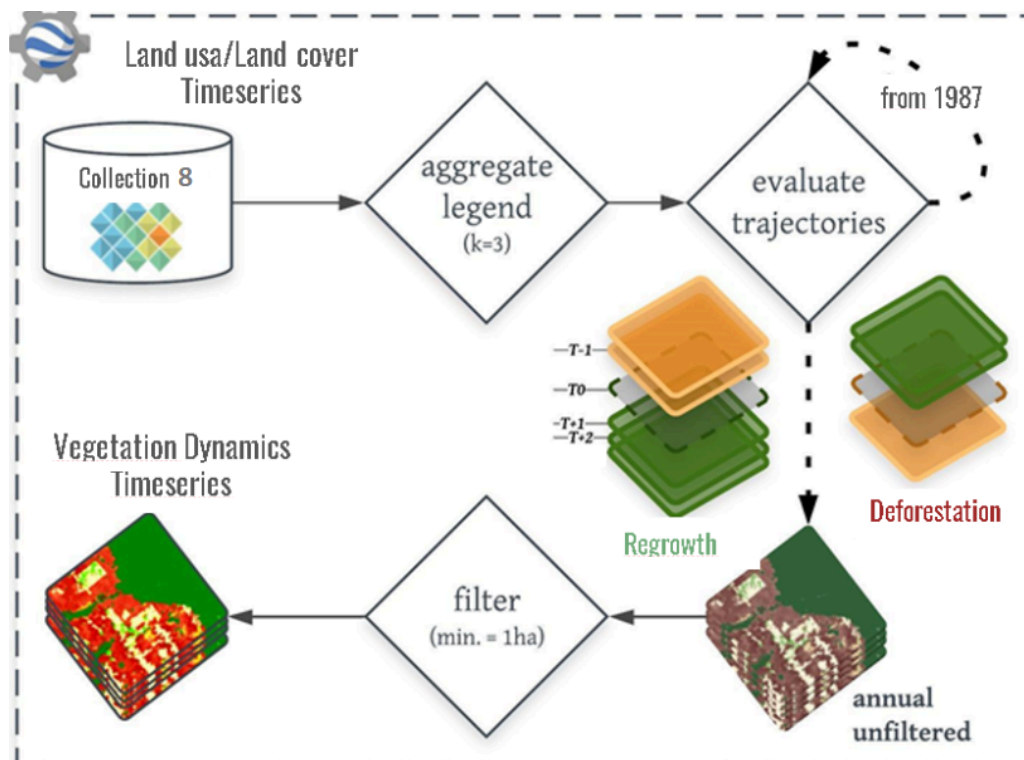 Land usa/Land cover
Timeseries
Collection 8
aggregate
legend
(k=3)
evaluate
trajectories
from 1987
T-1
T0
T+1
T+2
Regrowth
Deforestation
Vegetation Dynamics
Timeseries
filter
(min. = 1ha)
annual
unfiltered